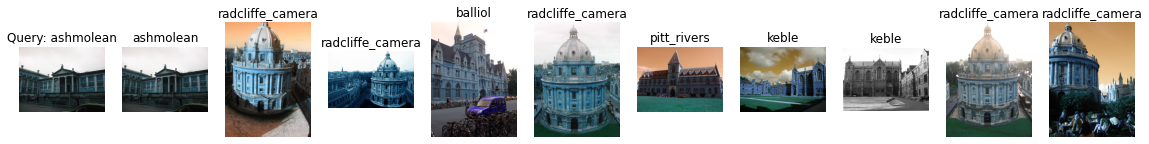 Query: ashmolean
ashmolean
radcliffe_camera
radcliffe_camera
balliol
radcliffe_camera
pitt_rivers
keble
keble
radcliffe_camera
radcliffe_camera